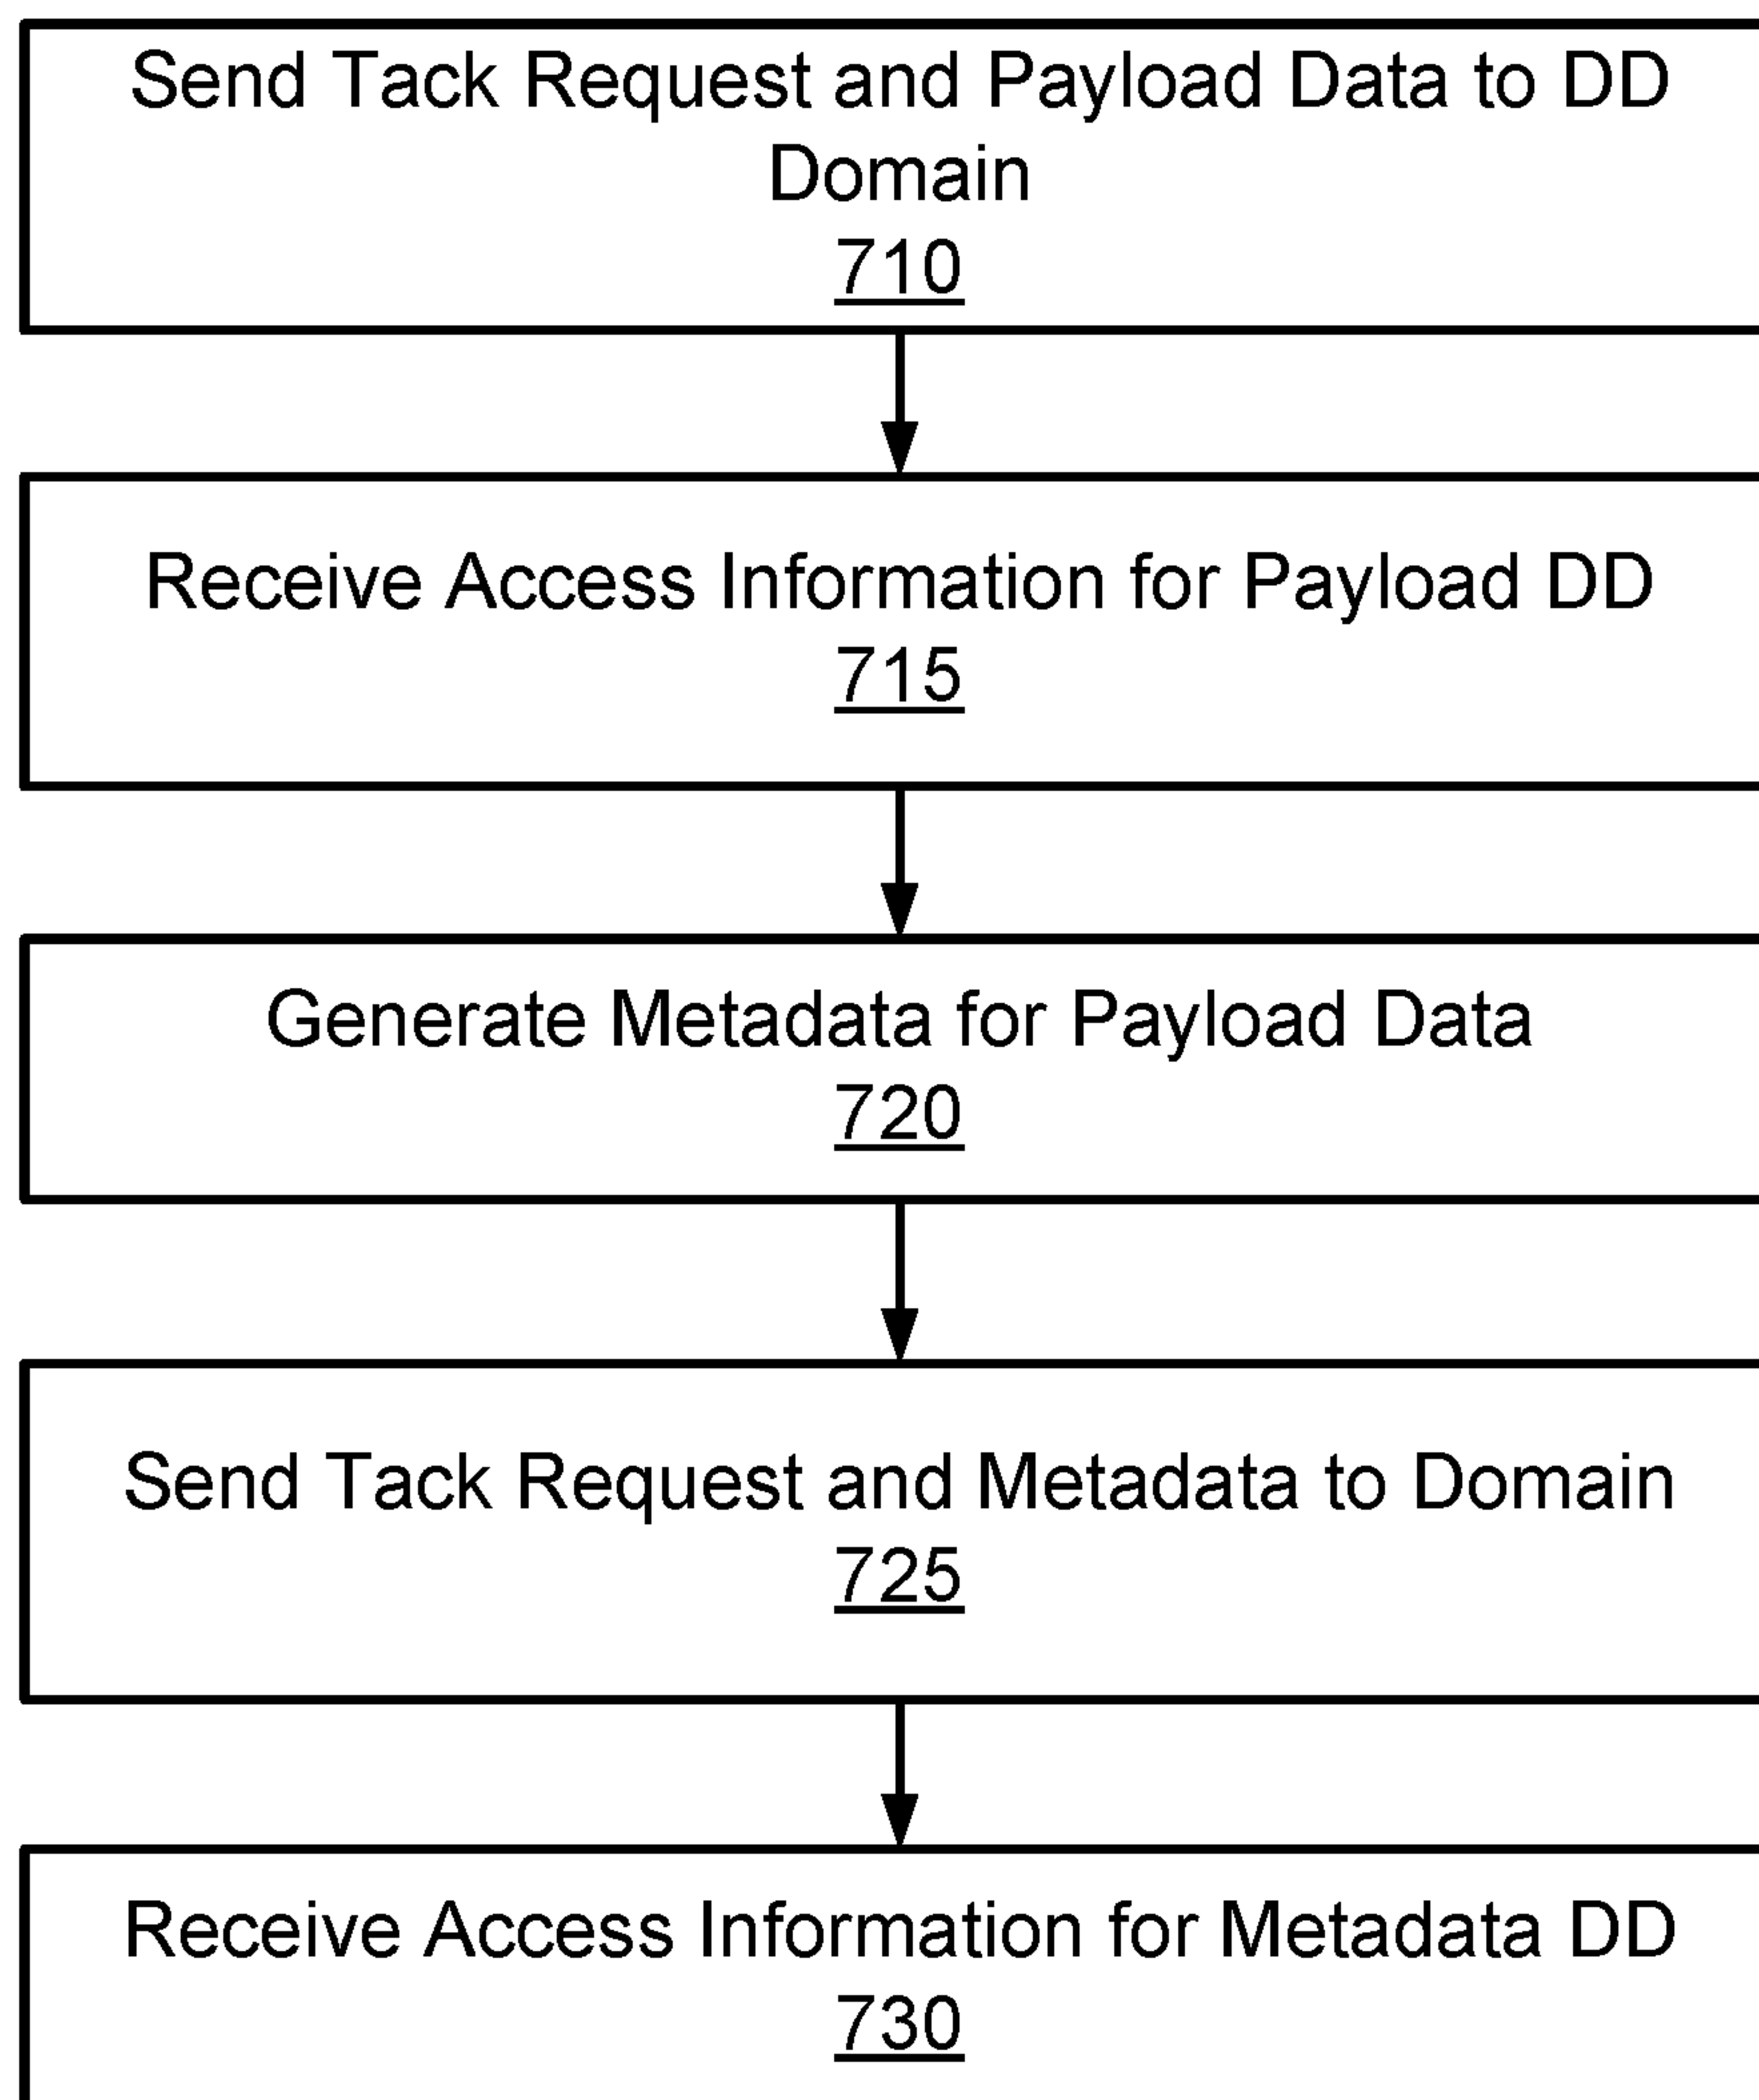 Send Tack Request and Payload Data to DD
Domain
710
Receive Access Information for Payload DD
715
Generate Metadata for Payload Data
720
Send Tack Request and Metadata to Domain
725
Receive Access Information for Metadata DD
730